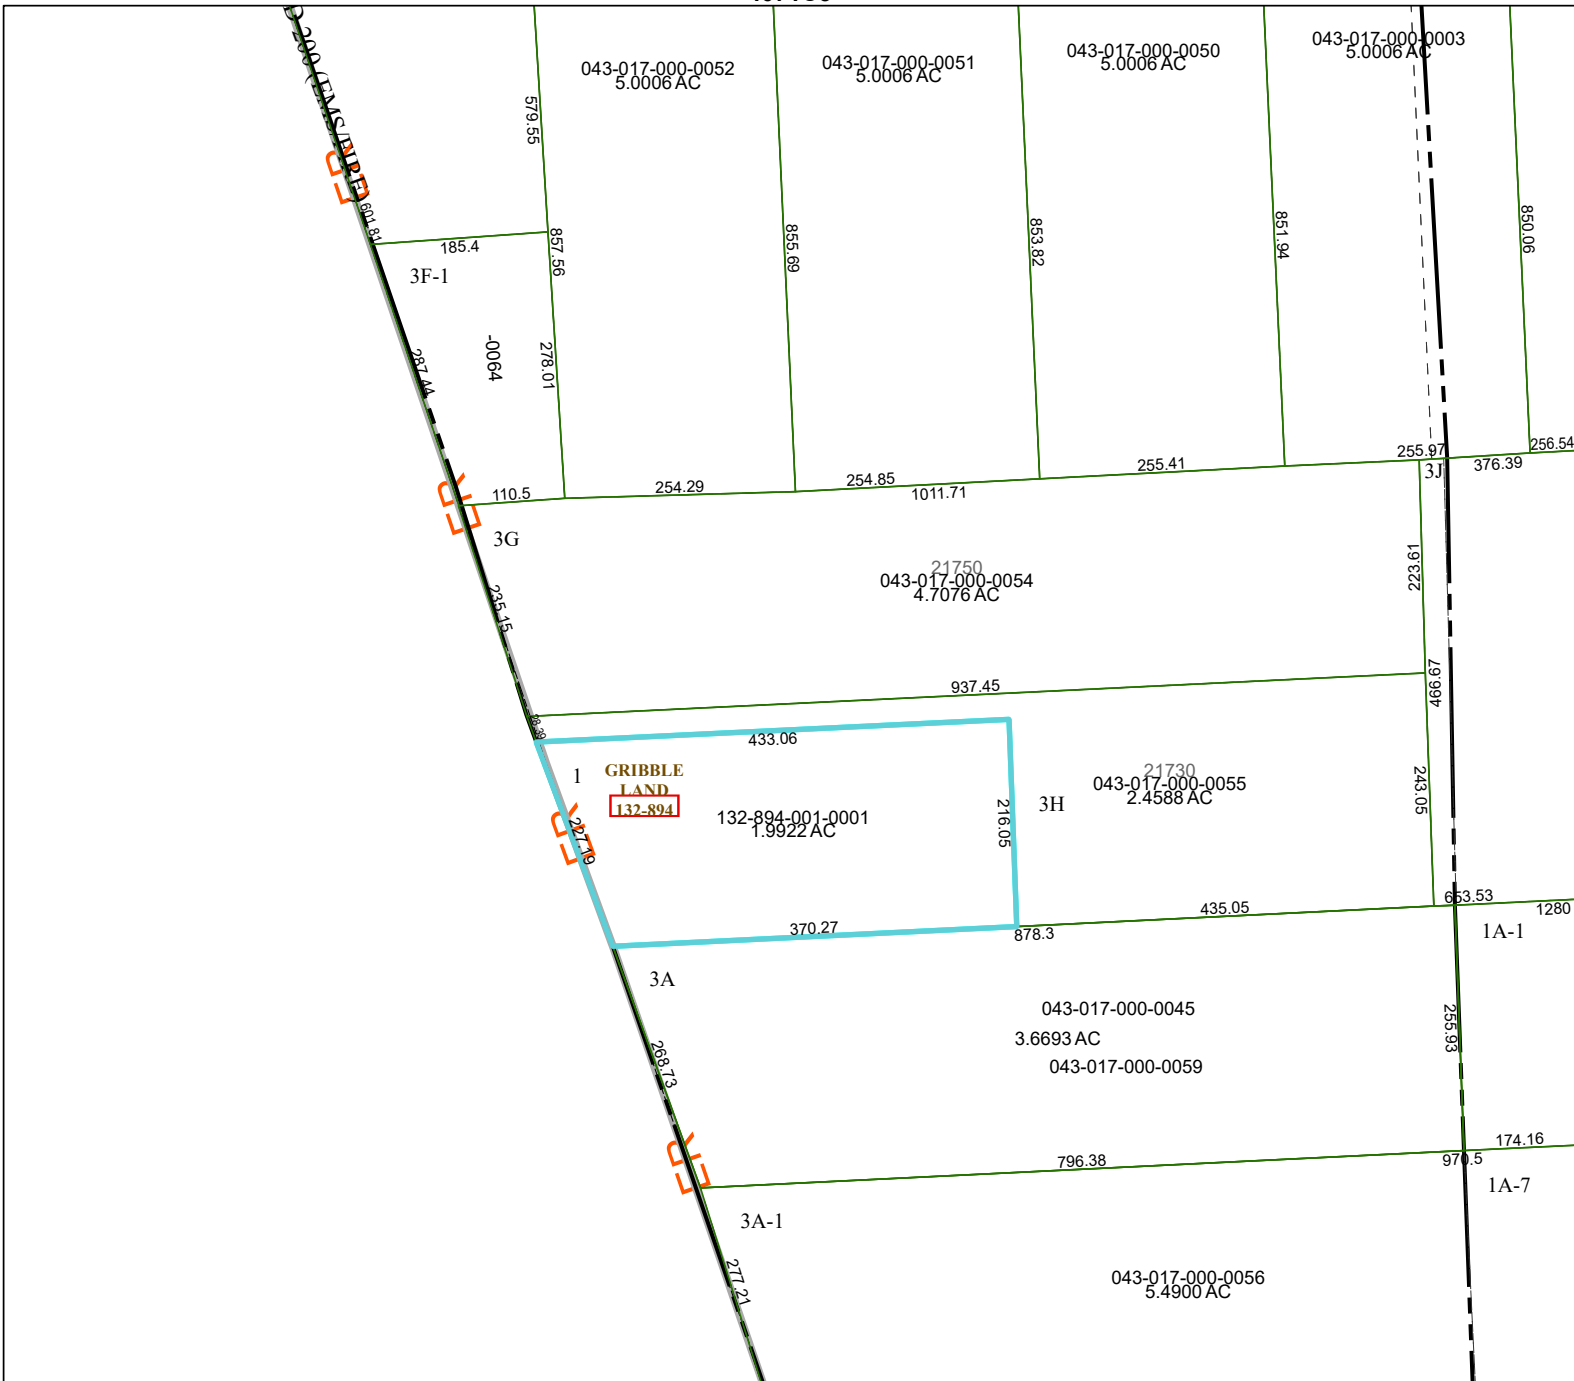 043-017-000-0052
5.0006 AC
043-017-000-0051
5.0006 AC
043-017-000-0050
5.0006 AC
043-017-000-0003
5.0006 AC
200 (EMS/FIRE)
ER
601.81
579.55
185.4
857.56
855.69
853.82
851.94
850.06
3F-1
-0064
287.44
278.01
ER
110.5
254.29
254.85
1011.71
255.41
255.97
3J
376.39
256.54
3G
235.15
21750
043-017-000-0054
4.7076 AC
223.61
466.67
937.45
28.39
433.06
1
GRIBBLE
LAND
132-894
ER
227.19
132-894-001-0001
1.9922 AC
216.05
3H
21730
043-017-000-0055
2.4588 AC
243.05
370.27
878.3
435.05
653.53
1280
1A-1
3A
268.73
043-017-000-0045
3.6693 AC
043-017-000-0059
255.93
ER
796.38
970.5
174.16
1A-7
3A-1
277.21
043-017-000-0056
5.4900 AC